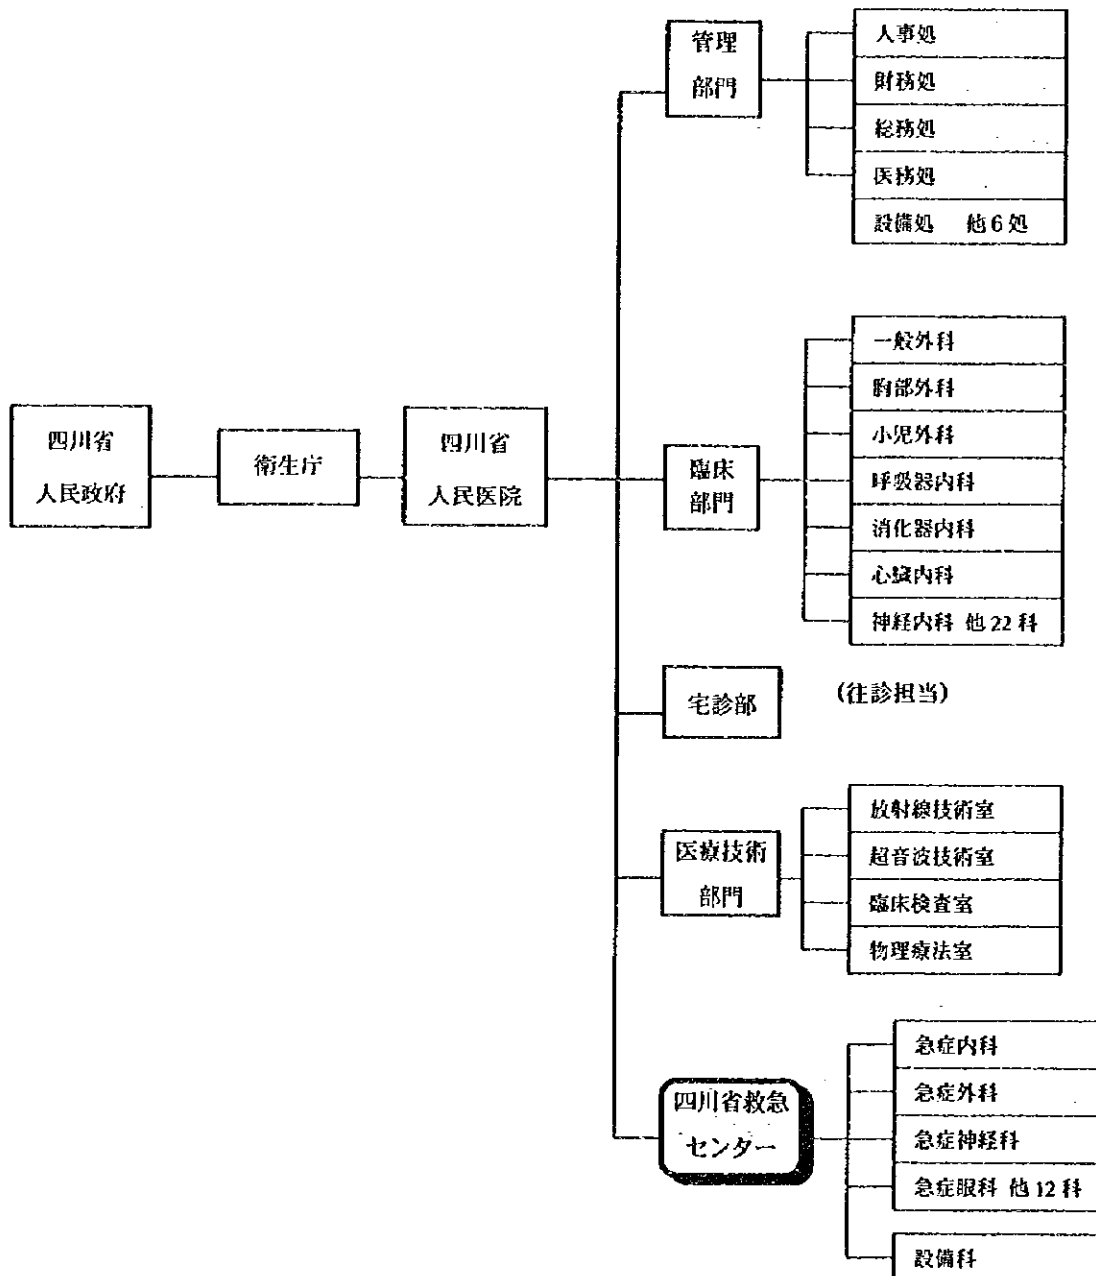 管理
部門
人事処
財務処
総務処
医務処
設備処 他6処
四川省
人民政府
衛生庁
四川省
人民医院
臨床
部門
一般外科
胸部外科
小児外科
呼吸器内科
消化器内科
心臓内科
神経内科 他22科
宅診部
(往診担当)
医療技術
部門
放射線技術室
超音波技術室
臨床検査室
物理療法室
四川省救急
センター
急症内科
急症外科
急症神経科
急症眼科 他12科
設備科